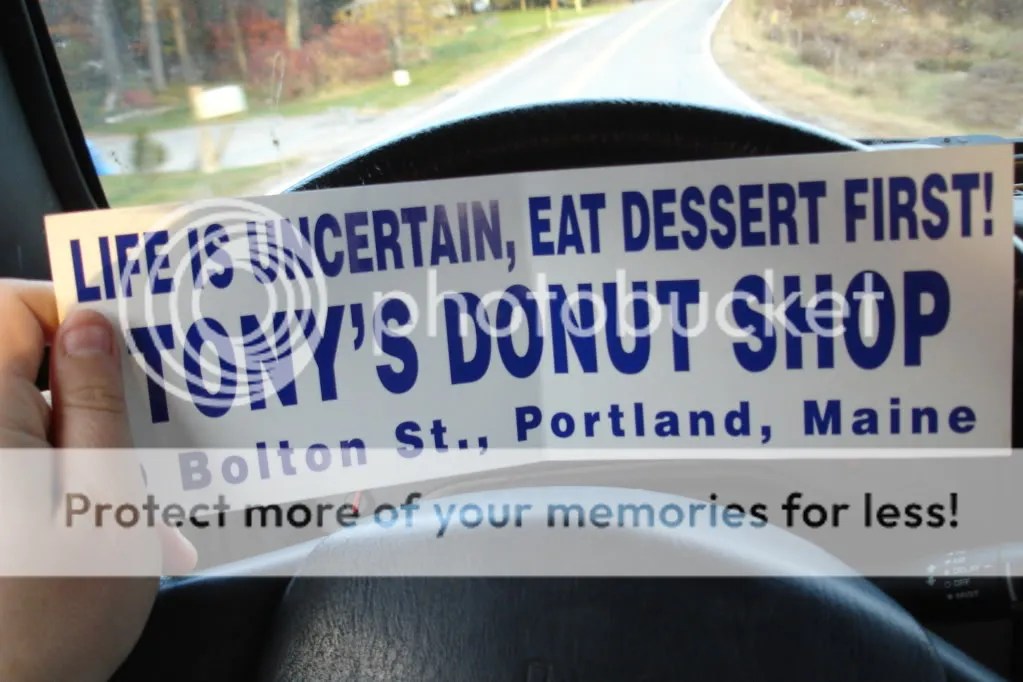 LIFE IS UNCERTAIN, EAT DESSERT FIRST!
TONY'S DONUT SHOP
Bolton St., Portland, Maine
photobucket
Protect more of your memories for less!